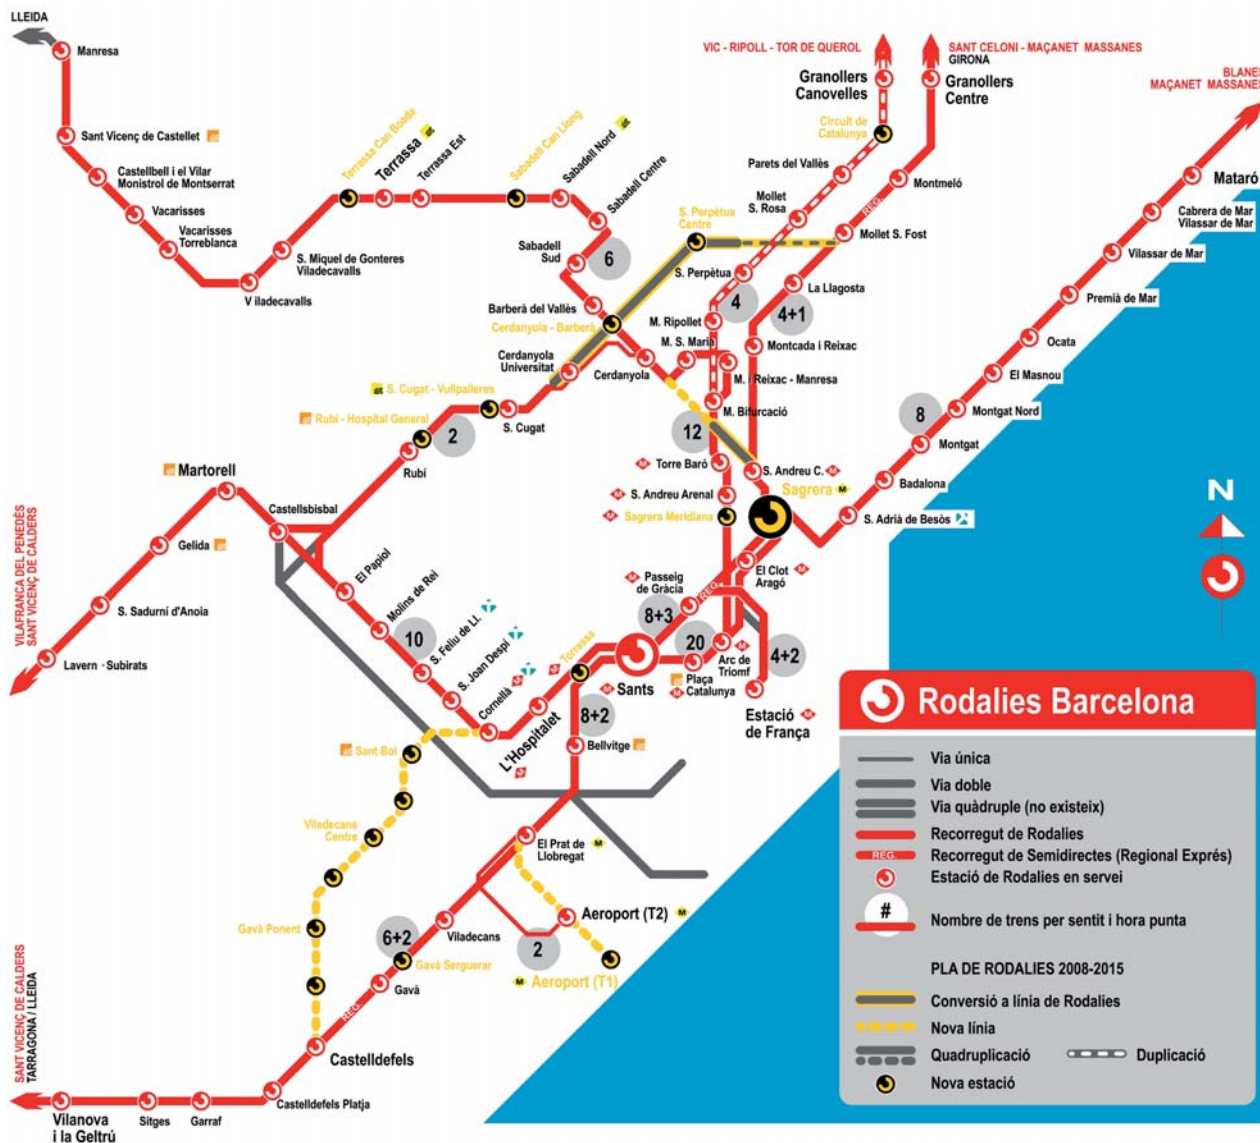 LLEIDA
Manresa
Sant Vicenç de Castellet
Castellbell i el Vilar
Monistrol de Montserrat
Vacarisses
Vacarisses
Torreblanca
V iladecavalls
S. Miquel de Gonteres
Viladecavalls
Terrassa Can Boada
Terrassa
Terrassa Est
Sabadell Can Llong
Sabadell Nord
Sabadell Centre
Sabadell
Sud
6
Barberà del Vallès
Cerdanyola - Barberà
Cerdanyola
Universitat
Cerdanyola
S. Perpètua
Centre
VIC - RIPOLL - TOR DE QUEROL
Granollers
Canovelles
Circuit de
Catalunya
Parets del Vallès
Mollet
S. Rosa
S. Perpètua
4
M. Ripollet
M. S. Maria
M. i Reixac - Manresa
M. Bifurcació
12
SANT CELONI - MAÇANET MASSANES
GIRONA
Granollers
Centre
Montmeló
REG.
Mollet S. Fost
La Llagosta
4+1
Montcada i Reixac
BLANES
MAÇANET MASSANES
Mataró
Cabrera de Mar
Vilassar de Mar
Vilassar de Mar
Premià de Mar
Ocata
El Masnou
Montgat Nord
8
Montgat
Badalona
S. Adrià de Besòs
S. Cugat - Vullpalleres
S. Cugat
Rubí - Hospital General
2
Rubí
Martorell
Castellsbisbal
Gelida
S. Sadurní d'Anoia
Lavern · Subirats
VILAFRANCA DEL PENEDÈS
SANT VICENÇ DE CALDERS
El Papiol
Molins de Rei
10
S. Feliu de Ll.
S. Joan Despí
Cornellà
L'Hospitalet
Torrassa
Torre Baró
S. Andreu C.
S. Andreu Arenal
Sagrera
Sagrera Meridiana
El Clot
Aragó
Passeig
de Gràcia
REG.
8+3
20
Sants
Plaça
Catalunya
Arc de
Triomf
4+2
Estació
de França
8+2
Bellvitge
Sant Boi
Viladecans
Centre
Gavà Ponent
El Prat de
Llobregat
Aeroport (T2)
2
Aeroport (T1)
Viladecans
6+2
Gavà Serguerar
Gavà
REG.
Castelldefels
Castelldefels Platja
Garraf
Sitges
Vilanova
i la Geltrú
SANT VICENÇ DE CALDERS
TARRAGONA / LLEIDA
N
Rodalies Barcelona
Via única
Via doble
Via quàdruple (no existeix)
Recorregut de Rodalies
REG.
Recorregut de Semidirectes (Regional Exprés)
Estació de Rodalies en servei
#
Nombre de trens per sentit i hora punta
PLA DE RODALIES 2008-2015
Conversió a línia de Rodalies
Nova línia
Quadruplicació
Duplicació
Nova estació